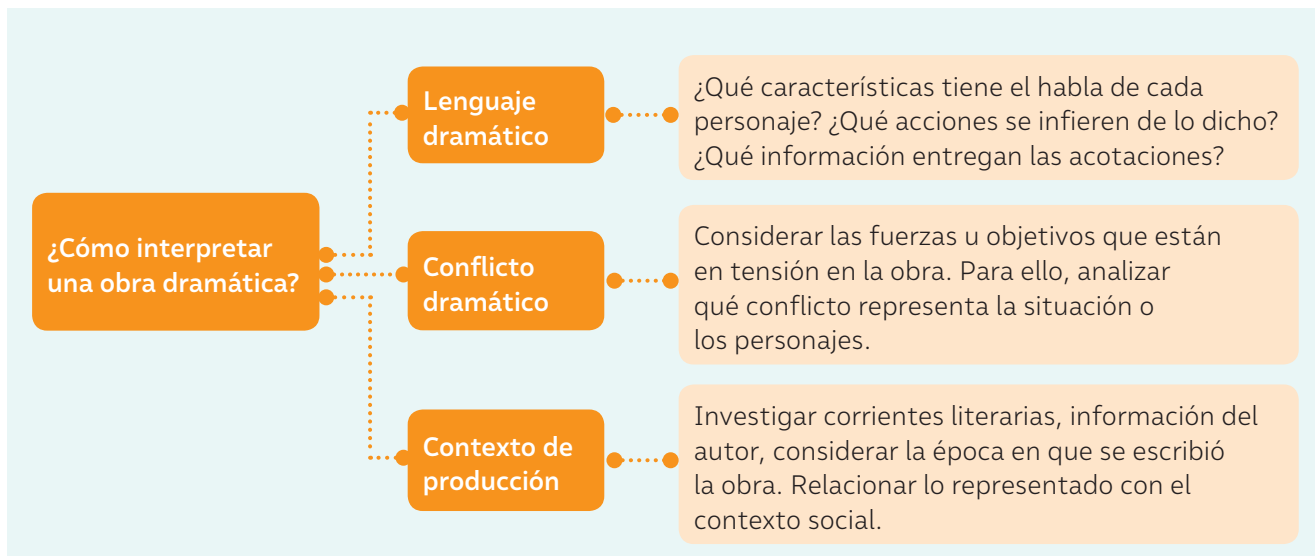 ¿Cómo interpretar
una obra dramática?
Lenguaje
dramático
¿Qué características tiene el habla de cada
personaje? ¿Qué acciones se infieren de lo dicho?
¿Qué información entregan las acotaciones?
Conflicto
dramático
Considerar las fuerzas u objetivos que están
en tensión en la obra. Para ello, analizar
qué conflicto representa la situación o
los personajes.
Contexto de
producción
Investigar corrientes literarias, información del
autor, considerar la época en que se escribió
la obra. Relacionar lo representado con el
contexto social.